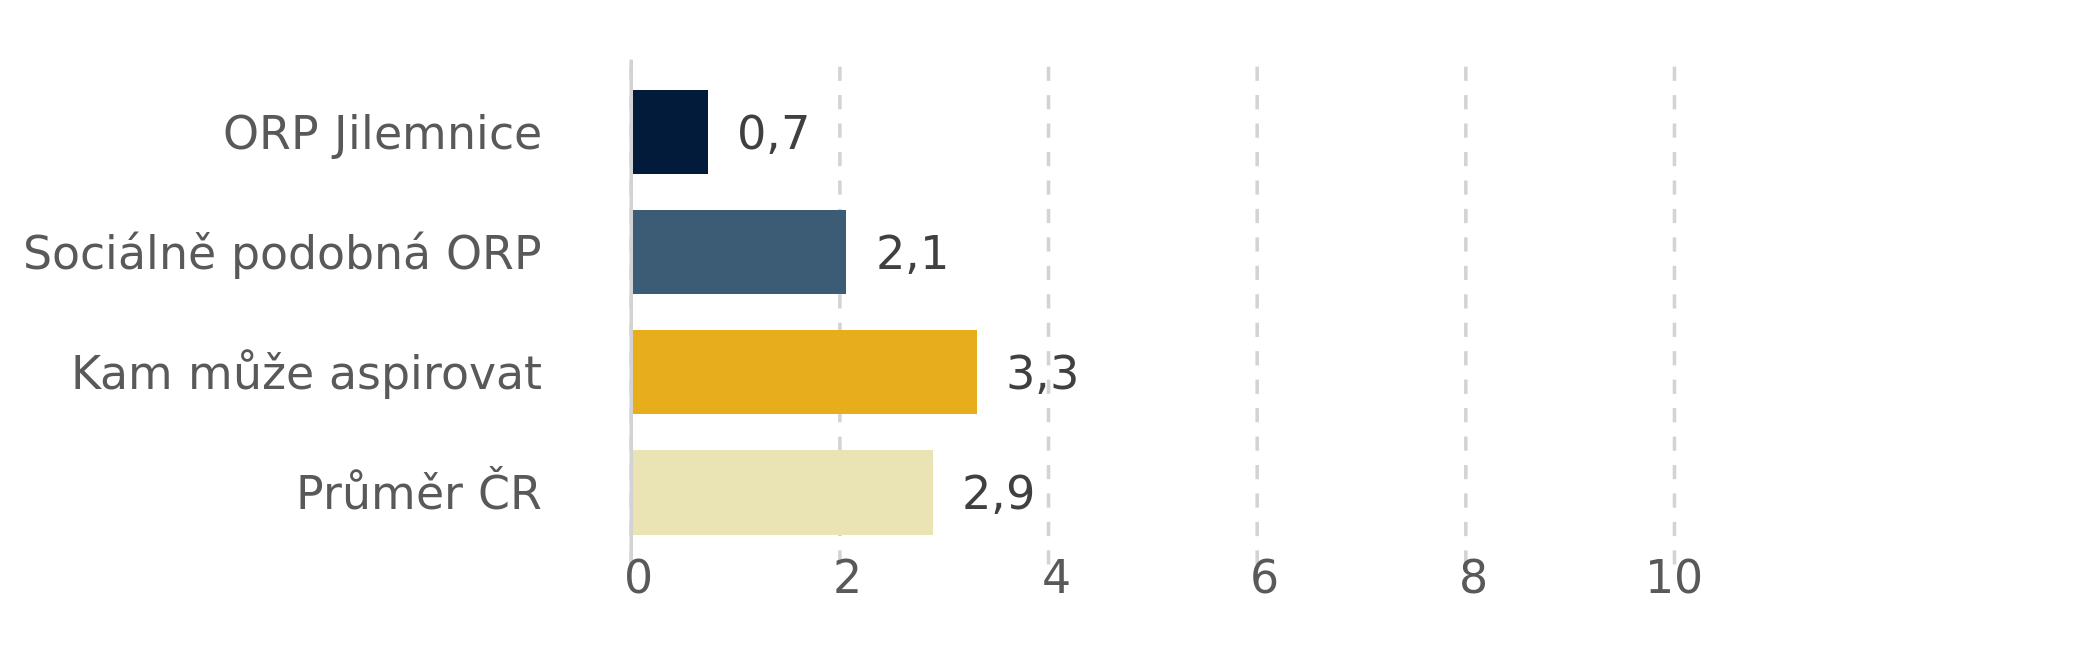 ORP Jilemnice 0,7
Sociálně podobná ORP 2,1
Kam může aspirovat 3,3
Průměr ČR 2,9
0 2 4 6 8 10